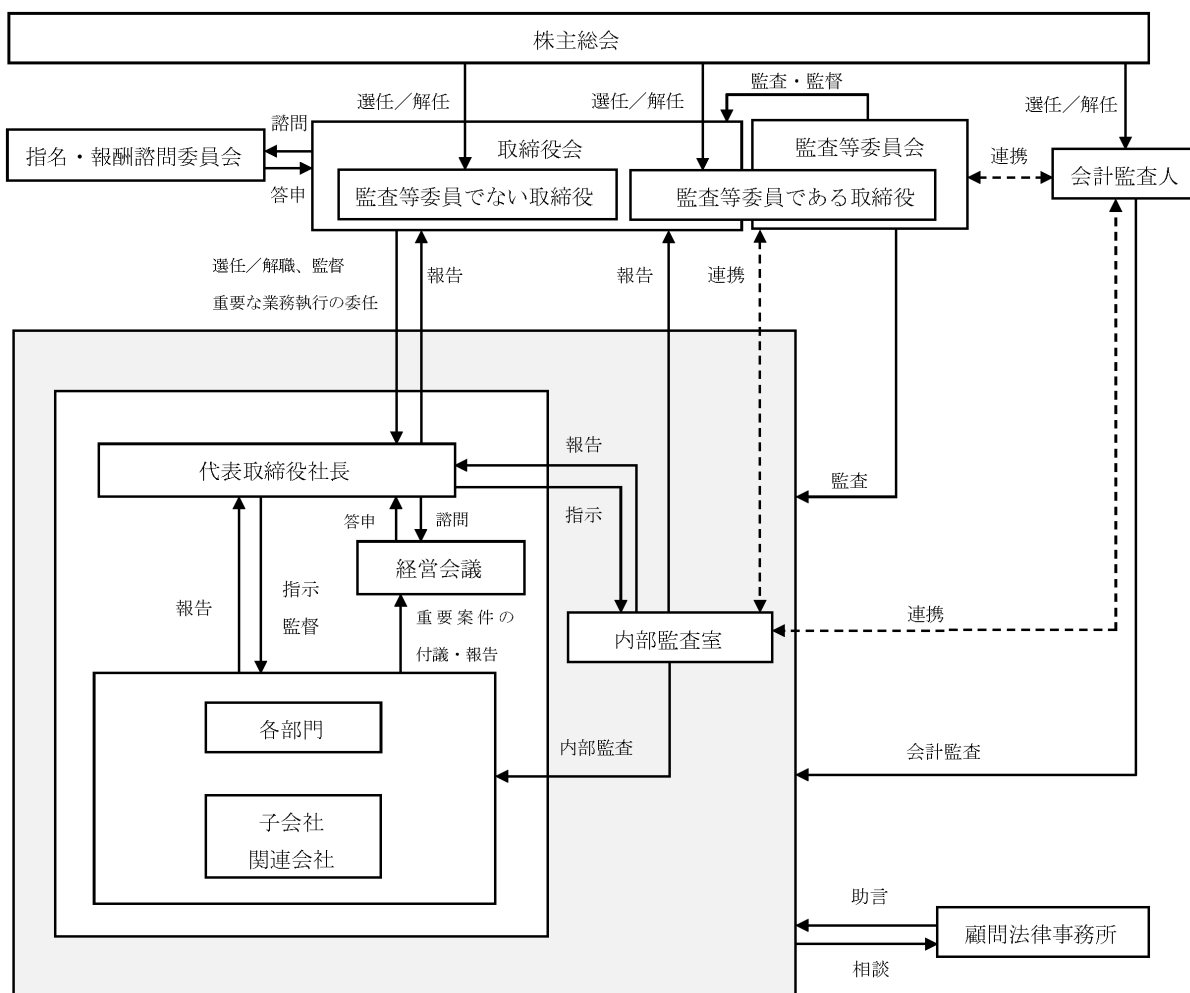 株主総会
選任／解任
選任／解任
監査・監督
選任／解任
諮問
指名・報酬諮問委員会
答申
取締役会
監査等委員会
監査等委員でない取締役
監査等委員である取締役
連携
会計監査人
選任／解職、監督
重要な業務執行の委任
報告
報告
連携
代表取締役社長
報告
指示
監査
答申
諮問
経営会議
報告
指示
監督
重要案件の
付議・報告
内部監査室
連携
各部門
子会社
関連会社
内部監査
会計監査
助言
顧問法律事務所
相談